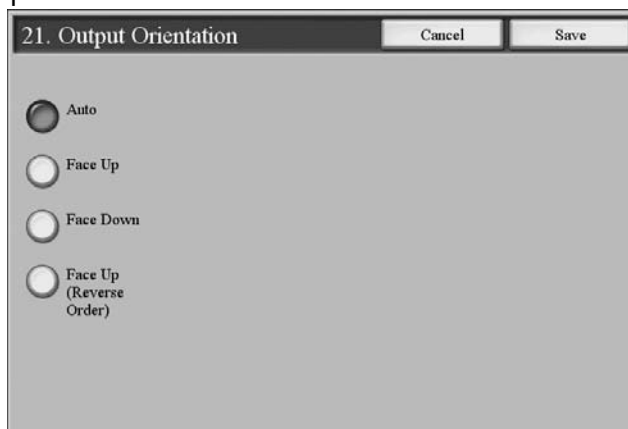 21. Output Orientation
Cancel
Save
Auto
Face Up
Face Down
Face Up
(Reverse
Order)